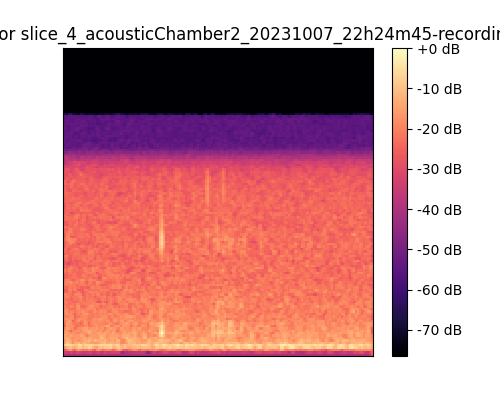 or slice_4_acousticChamber2_20231007_22h24m45-recordin
+0 dB
-10 dB
-20 dB
-30 dB
-40 dB
-50 dB
-60 dB
-70 dB